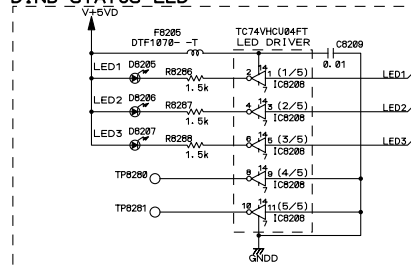 V+5VD
F8205
DTF1070- -T
TC74VHCU04FT
LED DRIVER
C8209
0.01
LED1 D8205 R8286 1.5k 2 14 1 (1/5) 7 IC8208 LED1/
LED2 D8206 R8287 1.5k 4 14 3 (2/5) 7 IC8208 LED2/
LED3 D8207 R8288 1.5k 6 14 5 (3/5) 7 IC8208 LED3/
TP8280 8 14 9 (4/5) 7 IC8208
TP8281 10 14 11 (5/5) 7 IC8208
GNDD